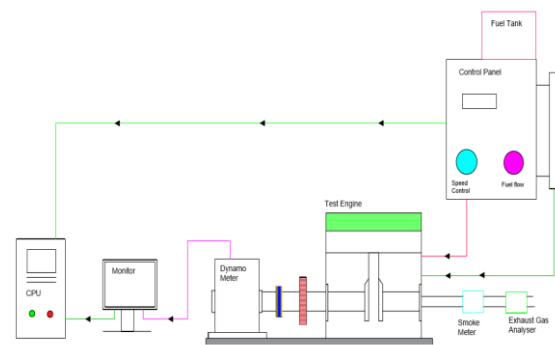 Fuel Tank
Control Panel
Speed
Control
Fuel flow
Test Engine
Dynamo
Meter
Monitor
CPU
Smoke
Meter
Exhaust Gas
Analyser